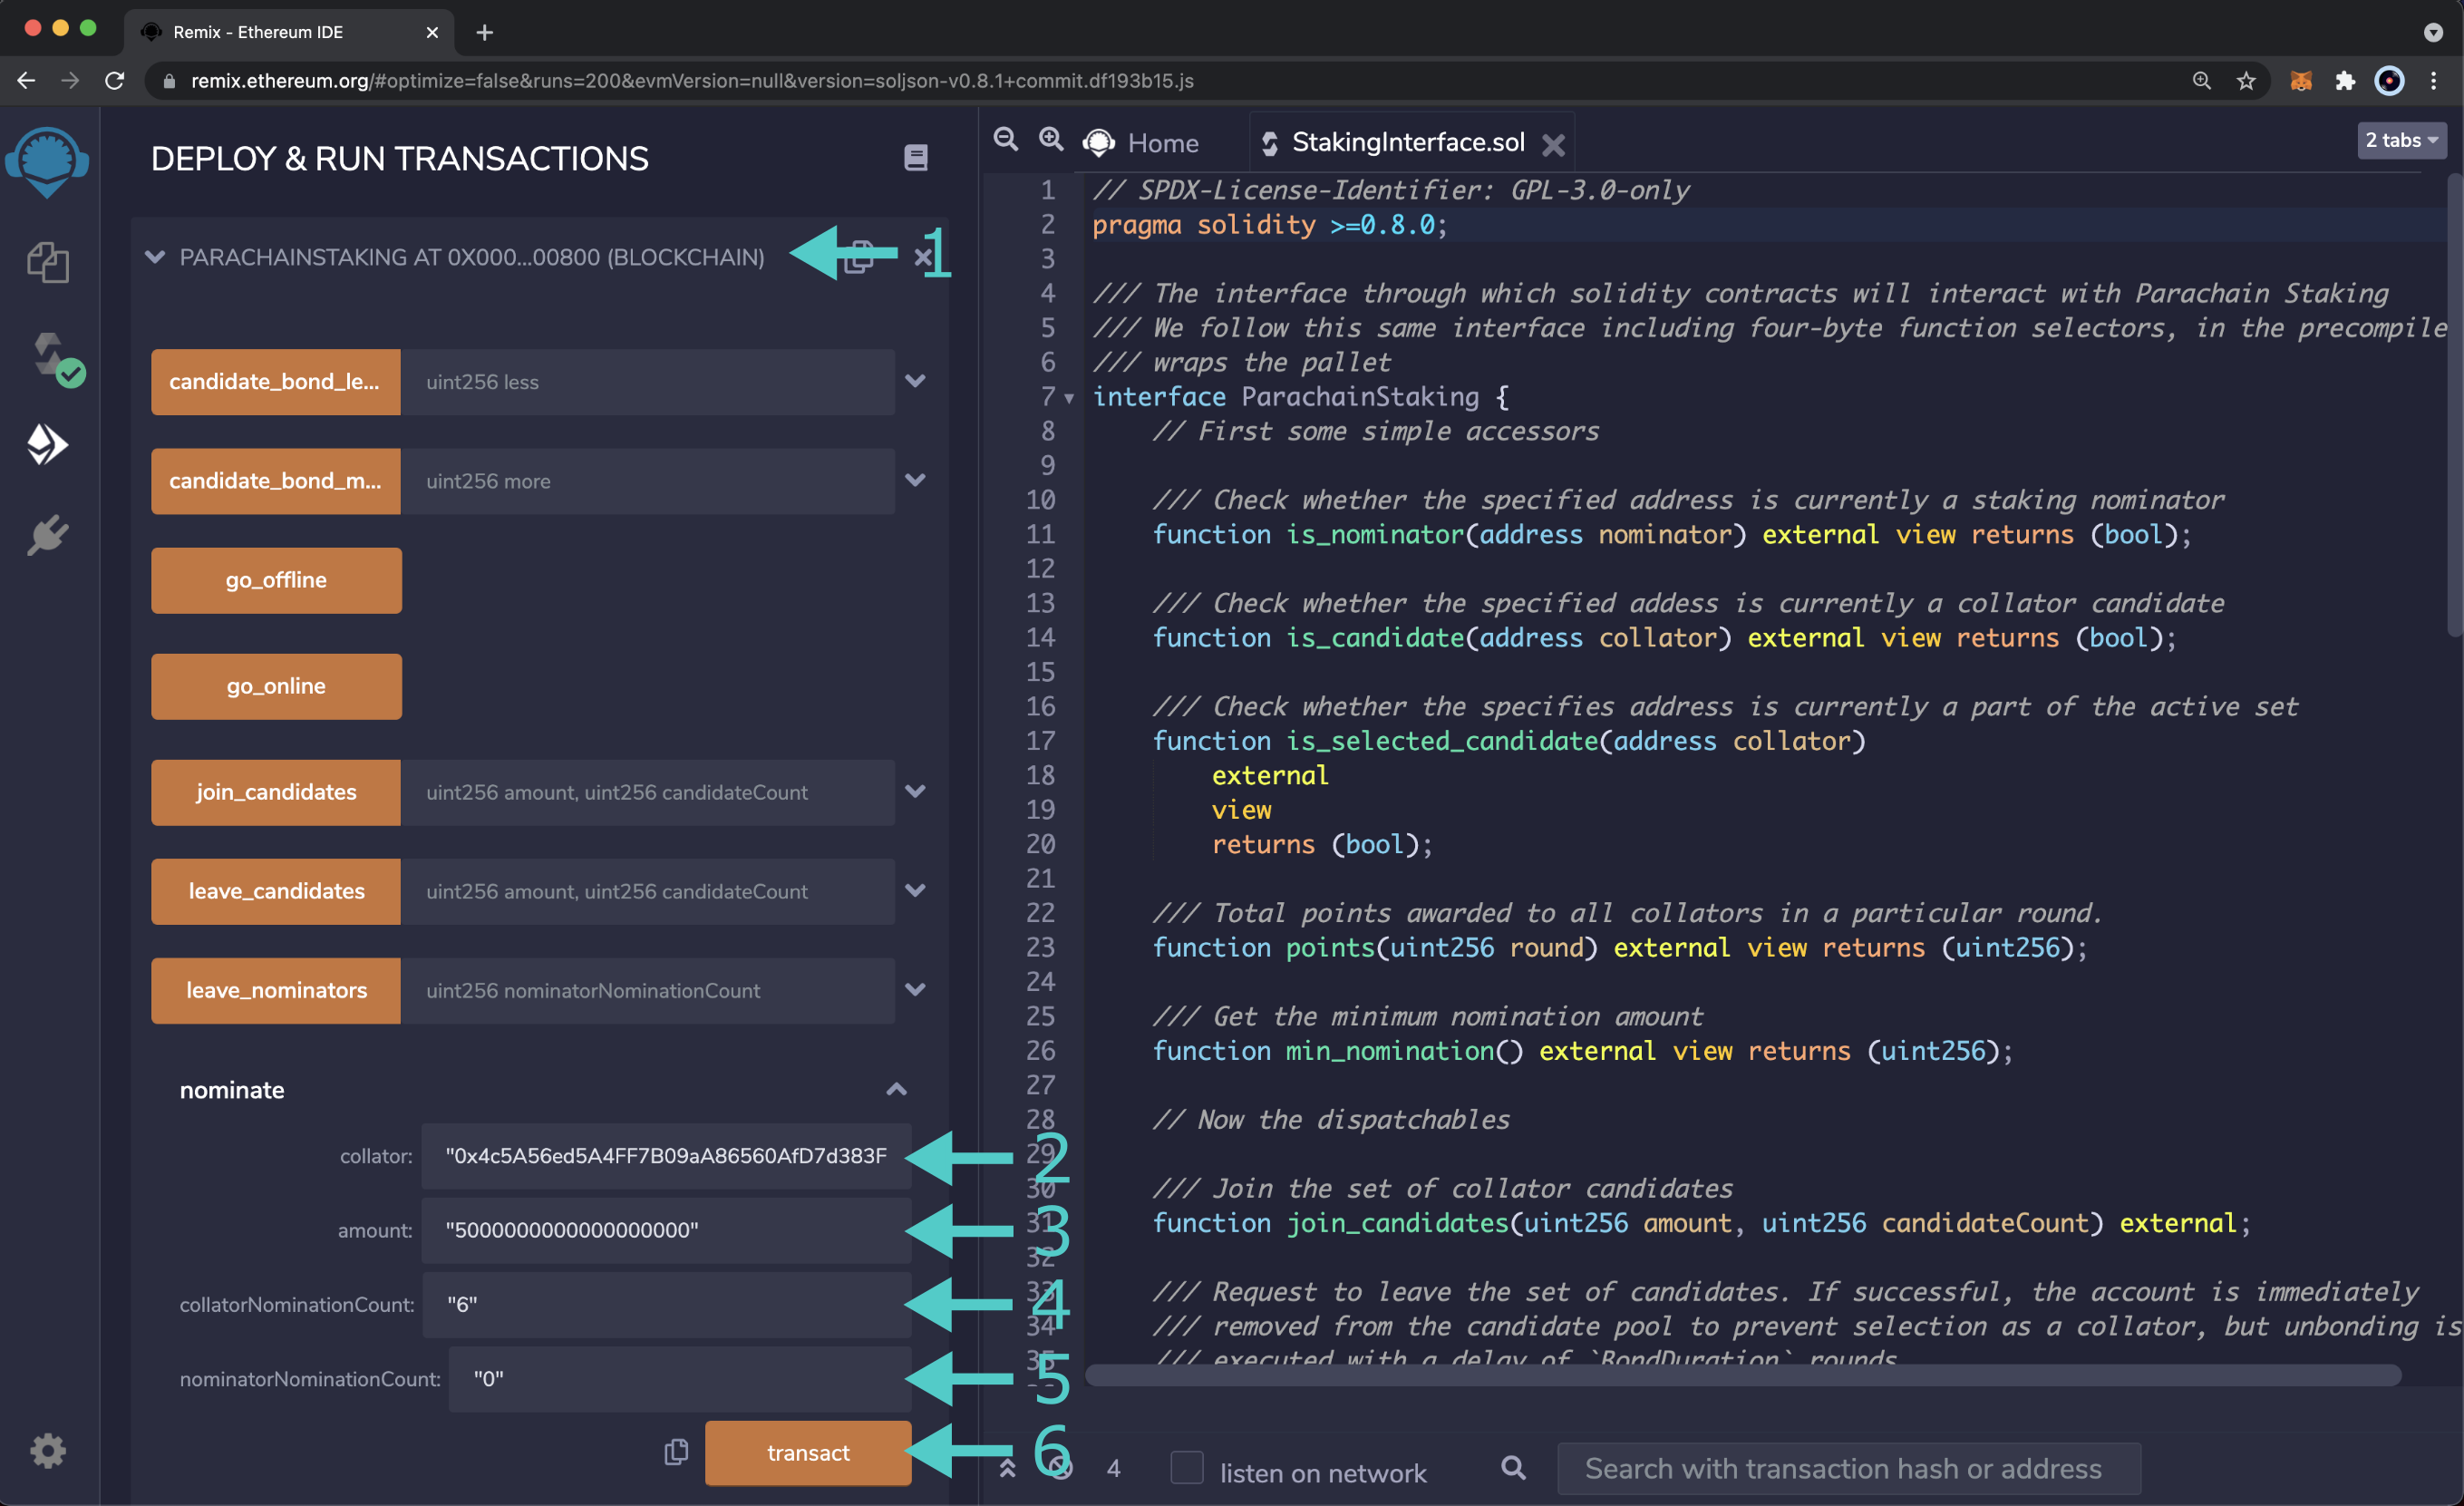 Remix - Ethereum IDE
remix.ethereum.org/#optimize=false&runs=200&evmVersion=null&version=soljson-v0.8.1+commit.df193b15.js
DEPLOY & RUN TRANSACTIONS
PARACHAINSTAKING AT 0X000...00800 (BLOCKCHAIN)
1
candidate_bond_le... uint256 less
candidate_bond_m... uint256 more
go_offline
go_online
join_candidates uint256 amount, uint256 candidateCount
leave_candidates uint256 amount, uint256 candidateCount
leave_nominators uint256 nominatorNominationCount
nominate
collator: "0x4c5A56ed5A4FF7B09aA86560AfD7d383F
2
amount: "5000000000000000000"
3
collatorNominationCount: "6"
4
nominatorNominationCount: "0"
5
transact
6
Home
StakingInterface.sol
2 tabs
1 // SPDX-License-Identifier: GPL-3.0-only
2 pragma solidity >=0.8.0;
3
4 /// The interface through which solidity contracts will interact with Parachain Staking
5 /// We follow this same interface including four-byte function selectors, in the precompile
6 /// wraps the pallet
7 interface ParachainStaking {
8 // First some simple accessors
9
10 /// Check whether the specified address is currently a staking nominator
11 function is_nominator(address nominator) external view returns (bool);
12
13 /// Check whether the specified addess is currently a collator candidate
14 function is_candidate(address collator) external view returns (bool);
15
16 /// Check whether the specifies address is currently a part of the active set
17 function is_selected_candidate(address collator)
18 external
19 view
20 returns (bool);
21
22 /// Total points awarded to all collators in a particular round.
23 function points(uint256 round) external view returns (uint256);
24
25 /// Get the minimum nomination amount
26 function min_nomination() external view returns (uint256);
27
28 // Now the dispatchables
29
30 /// Join the set of collator candidates
31 function join_candidates(uint256 amount, uint256 candidateCount) external;
32
33 /// Request to leave the set of candidates. If successful, the account is immediately
34 /// removed from the candidate pool to prevent selection as a collator, but unbonding is
35 /// executed with a delay of `BondDuration` rounds
4
listen on network
Search with transaction hash or address